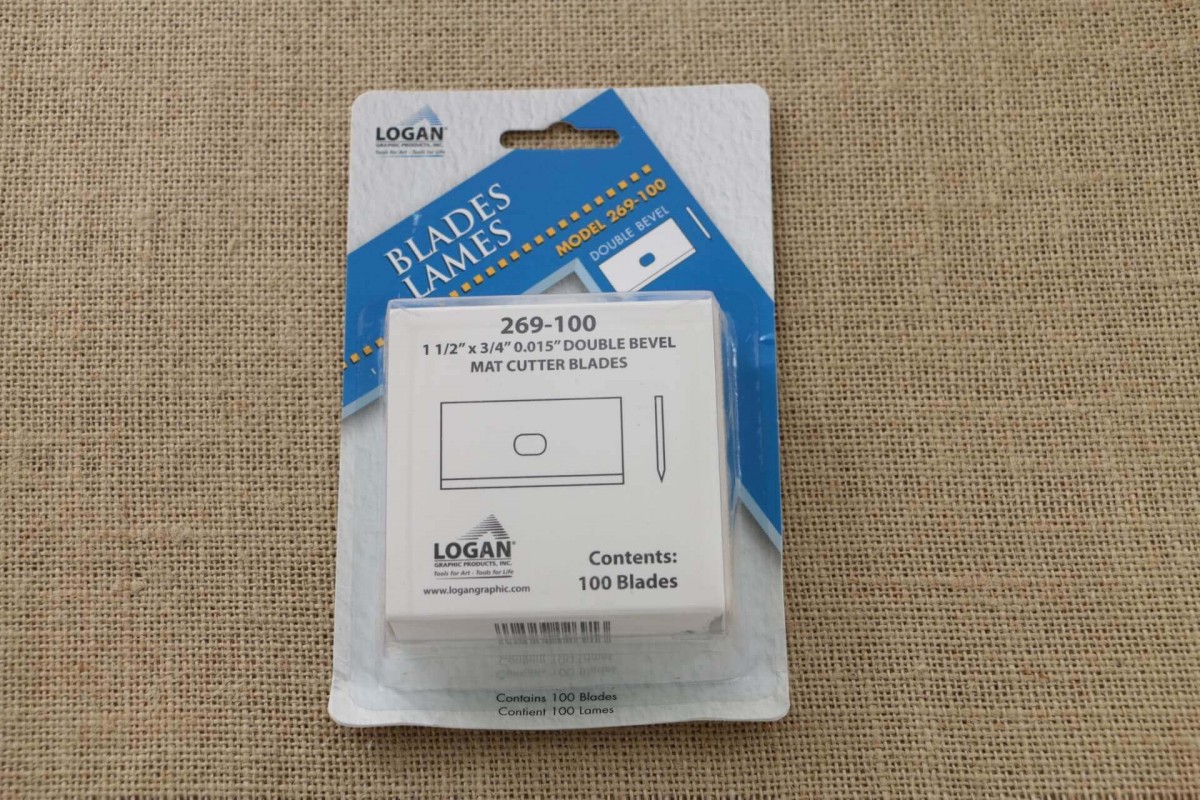 LOGAN
GRAPHIC PRODUCTS, INC.
Tools for Art - Tools for Life
BLADES
LAMES
MODEL 269-100
DOUBLE BEVEL
269-100
1 1/2” x 3/4” 0.015” DOUBLE BEVEL
MAT CUTTER BLADES
LOGAN®
GRAPHIC PRODUCTS, INC.
Tools for Art - Tools for Life
www.logangraphic.com
Contents:
100 Blades
Contains 100 Blades
Contient 100 Lames